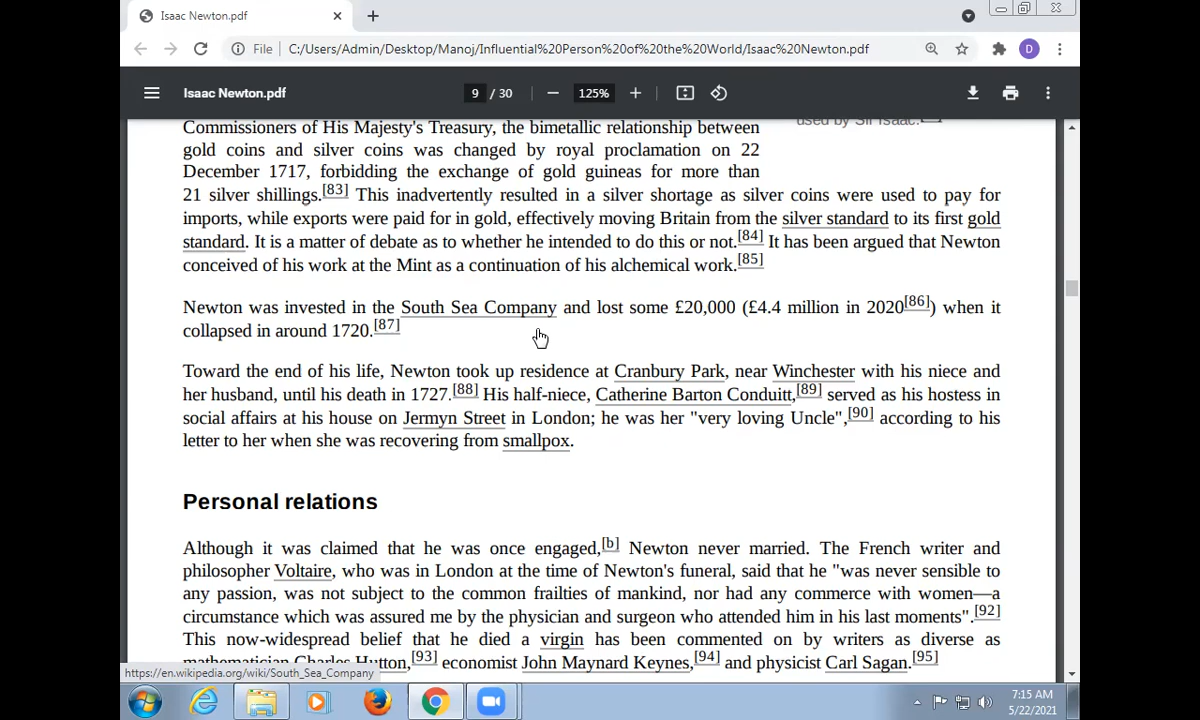 Isaac Newton.pdf
File | C:/Users/Admin/Desktop/Manoj/Influential%20Person%20of%20the%20World/Isaac%20Newton.pdf
D
Isaac Newton.pdf
9 / 30
125%
used by Sir Isaac.
Commissioners of His Majesty's Treasury, the bimetallic relationship between
gold coins and silver coins was changed by royal proclamation on 22
December 1717, forbidding the exchange of gold guineas for more than
21 silver shillings.[83] This inadvertently resulted in a silver shortage as silver coins were used to pay for
imports, while exports were paid for in gold, effectively moving Britain from the silver standard to its first gold
standard. It is a matter of debate as to whether he intended to do this or not.[84] It has been argued that Newton
conceived of his work at the Mint as a continuation of his alchemical work.[85]
Newton was invested in the South Sea Company and lost some £20,000 (£4.4 million in 2020[86]) when it
collapsed in around 1720.[87]
Toward the end of his life, Newton took up residence at Cranbury Park, near Winchester with his niece and
her husband, until his death in 1727.[88] His half-niece, Catherine Barton Conduitt,[89] served as his hostess in
social affairs at his house on Jermyn Street in London; he was her "very loving Uncle",[90] according to his
letter to her when she was recovering from smallpox.
Personal relations
Although it was claimed that he was once engaged,[b] Newton never married. The French writer and
philosopher Voltaire, who was in London at the time of Newton's funeral, said that he "was never sensible to
any passion, was not subject to the common frailties of mankind, nor had any commerce with women—a
circumstance which was assured me by the physician and surgeon who attended him in his last moments".[92]
This now-widespread belief that he died a virgin has been commented on by writers as diverse as
mathematician Charles Hutton,[93] economist John Maynard Keynes,[94] and physicist Carl Sagan.[95]
https://en.wikipedia.org/wiki/South_Sea_Company
7:15 AM
5/22/2021